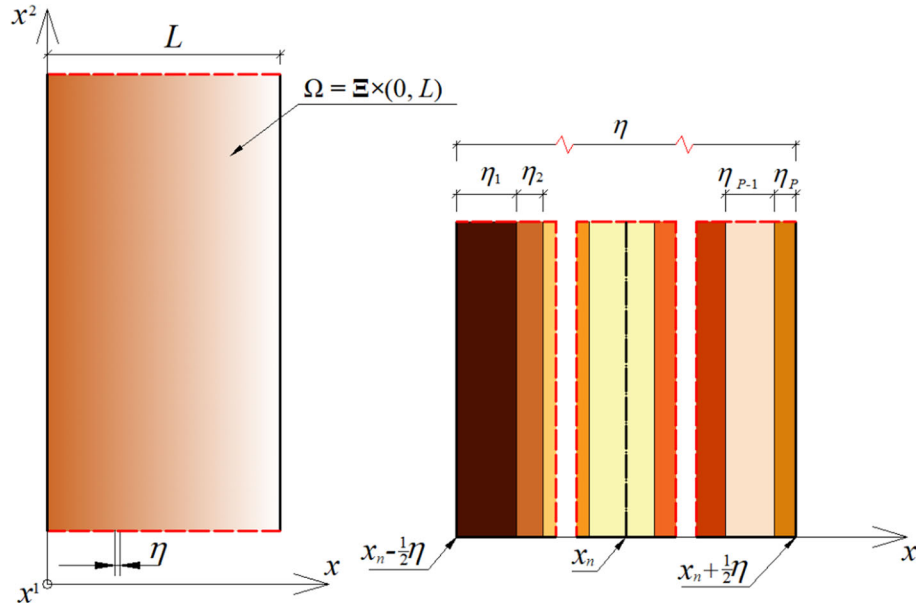 x²
L
Ω = Ξ×(0, L)
η
x
x¹
η
η₁
η₂
η_{P-1}
η_P
x_n-½η
x_n
x_n+½η
x